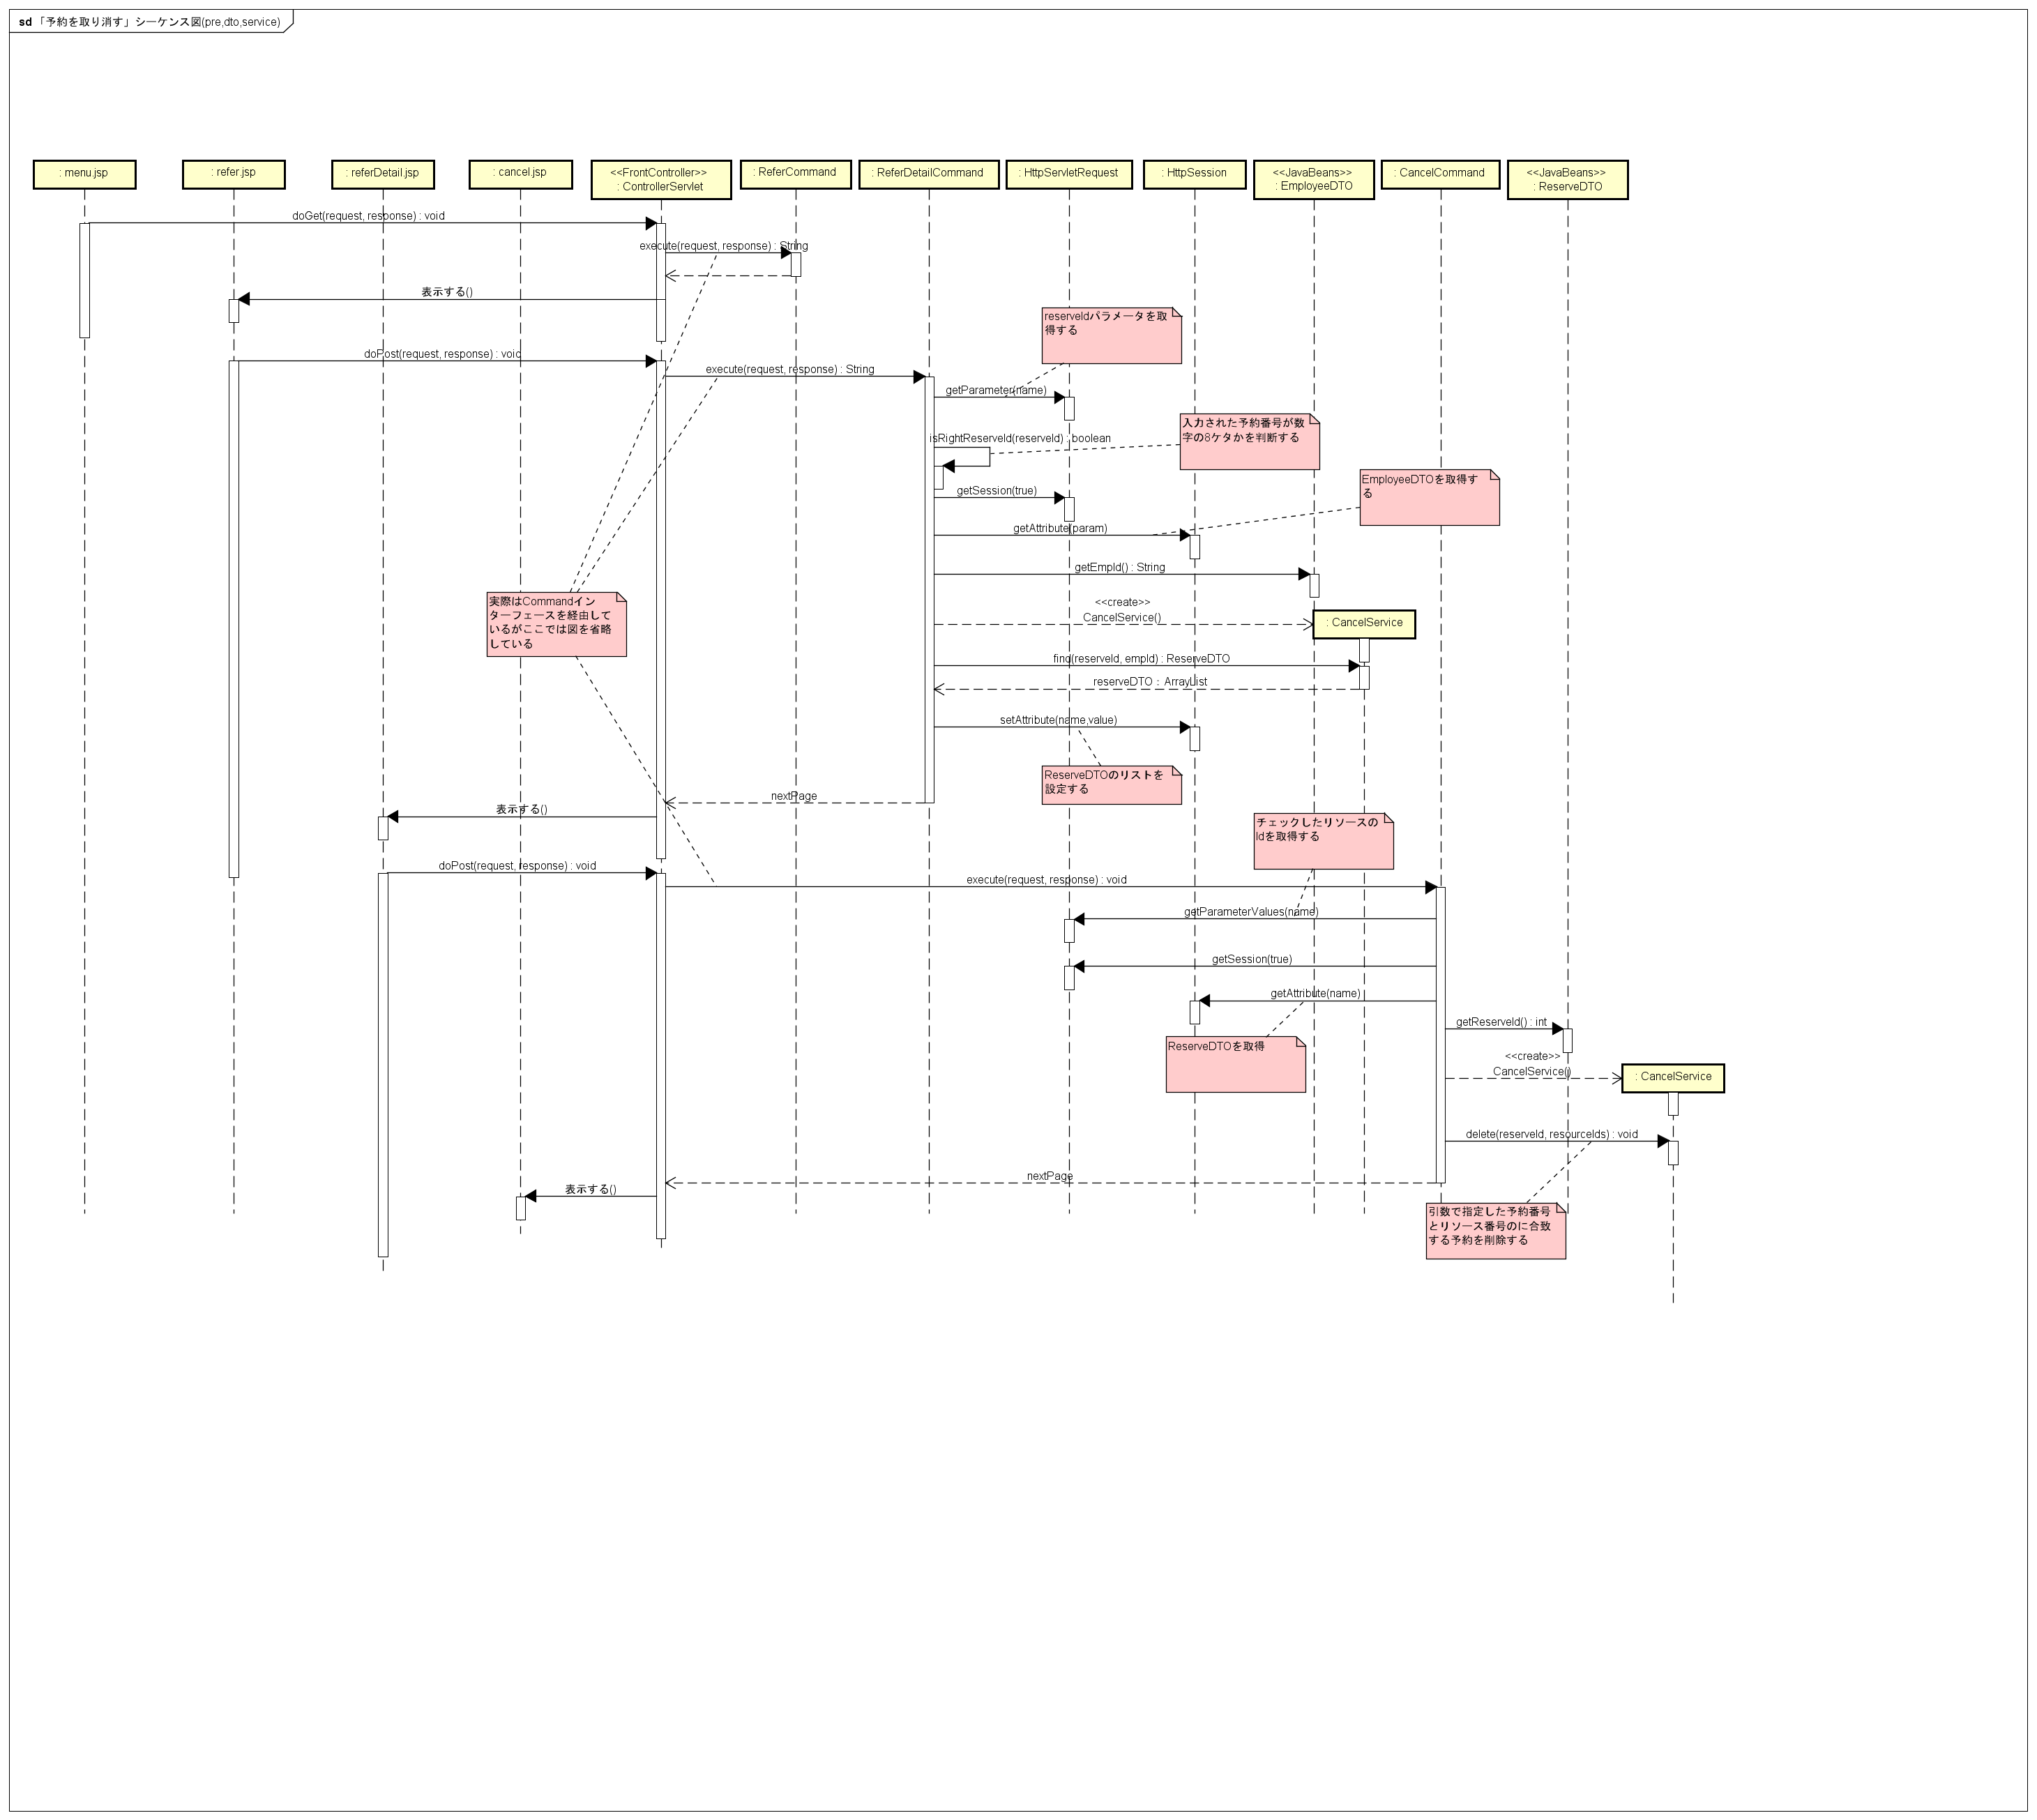 sd 「予約を取り消す」シーケンス図(pre,dto,service)
: menu.jsp
: refer.jsp
: referDetail.jsp
: cancel.jsp
<<FrontController>>
: ControllerServlet
: ReferCommand
: ReferDetailCommand
: HttpServletRequest
: HttpSession
<<JavaBeans>>
: EmployeeDTO
: CancelCommand
<<JavaBeans>>
: ReserveDTO
doGet(request, response) : void
execute(request, response) : String
表示する()
reserveIdパラメータを取
得する
doPost(request, response) : void
execute(request, response) : String
getParameter(name)
入力された予約番号が数
字の8ケタかを判断する
isRightReserveId(reserveId) : boolean
EmployeeDTOを取得す
る
getSession(true)
getAttribute(param)
getEmpId() : String
実際はCommandイン
ターフェースを経由して
いるがここでは図を省略
している
<<create>>
CancelService()
: CancelService
find(reserveId, empId) : ReserveDTO
reserveDTO : ArrayList
setAttribute(name,value)
ReserveDTOのリストを
設定する
nextPage
表示する()
チェックしたリソースの
Idを取得する
doPost(request, response) : void
execute(request, response) : void
getParameterValues(name)
getSession(true)
getAttribute(name)
getReserveId() : int
ReserveDTOを取得
<<create>>
CancelService()
: CancelService
delete(reserveId, resourceIds) : void
nextPage
表示する()
引数で指定した予約番号
とリソース番号のに合致
する予約を削除する